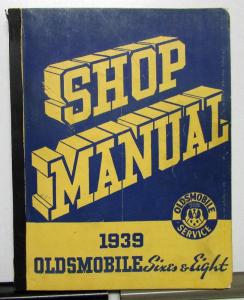 SHOP
MANUAL
OLDSMOBILE
SERVICE
1939
OLDSMOBILE Sixes & Eight